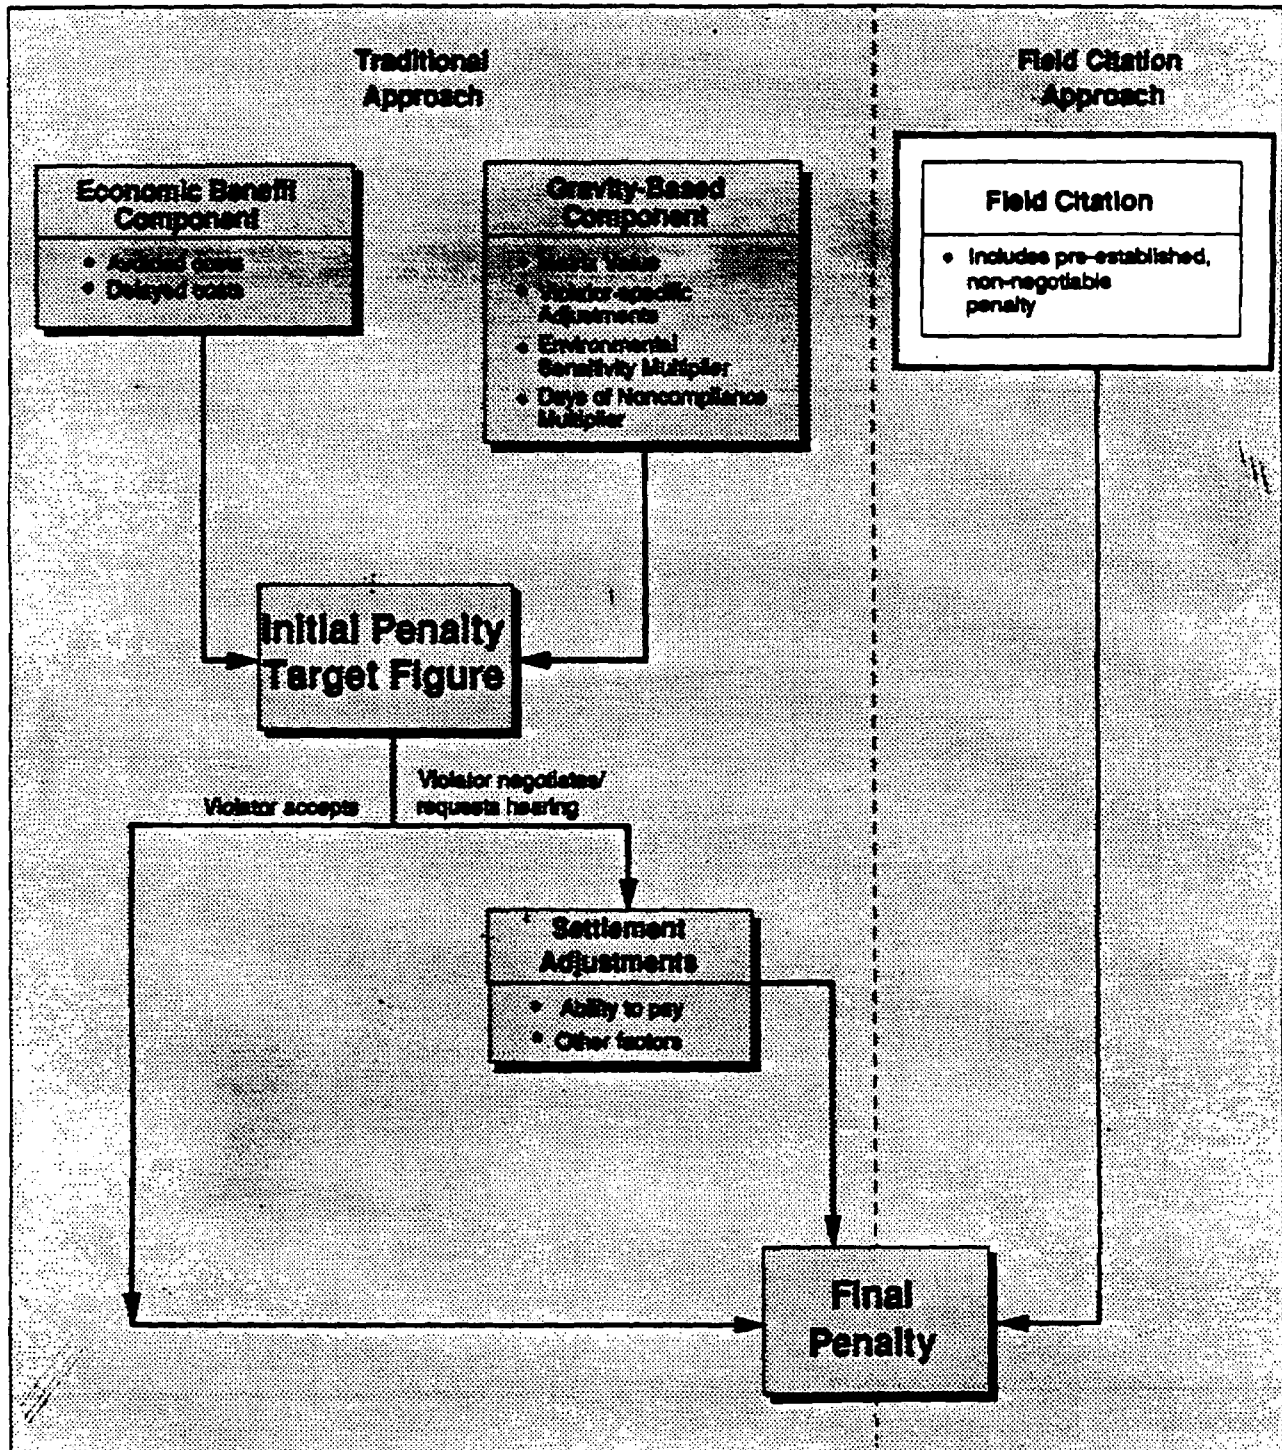 Traditional
Approach
Field Citation
Approach
Economic Benefit
Component
• Avoided costs
• Delayed costs
Gravity-Based
Component
• Matrix Value
• Violator-specific
Adjustments
• Environmental
Sensitivity Multiplier
• Days of Noncompliance
Multiplier
Field Citation
• Includes pre-established,
non-negotiable
penalty
Initial Penalty
Target Figure
Violator accepts
Violator negotiates/
requests hearing
Settlement
Adjustments
• Ability to pay
• Other factors
Final
Penalty